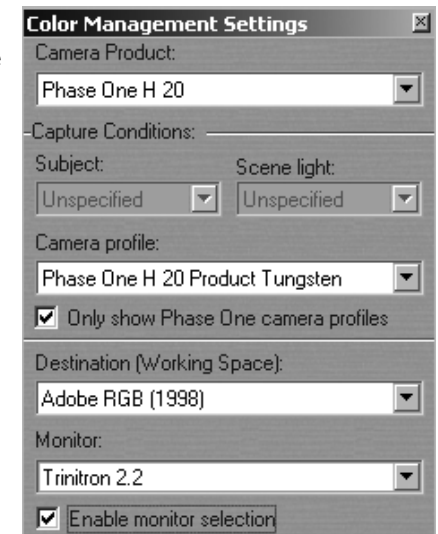 Color Management Settings
Camera Product:
Phase One H 20
Capture Conditions:
Subject: Scene light:
Unspecified Unspecified
Camera profile:
Phase One H 20 Product Tungsten
Only show Phase One camera profiles
Destination (Working Space):
Adobe RGB (1998)
Monitor:
Trinitron 2.2
Enable monitor selection